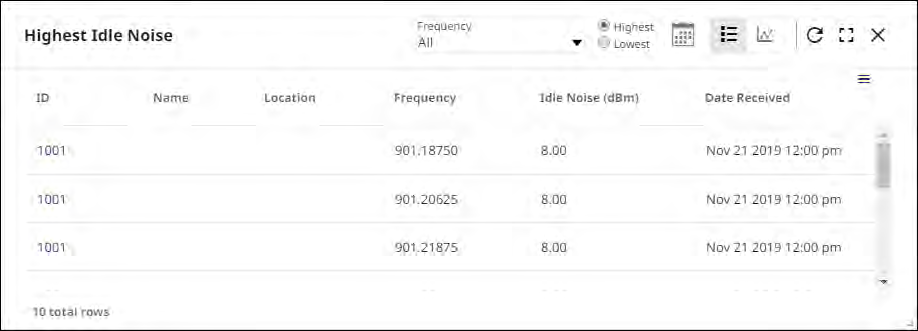 Highest Idle Noise
Frequency
All
Highest
Lowest
ID Name Location Frequency Idle Noise (dBm) Date Received
1001 901.18750 8.00 Nov 21 2019 12:00 pm
1001 901.20625 8.00 Nov 21 2019 12:00 pm
1001 901.21875 8.00 Nov 21 2019 12:00 pm
10 total rows